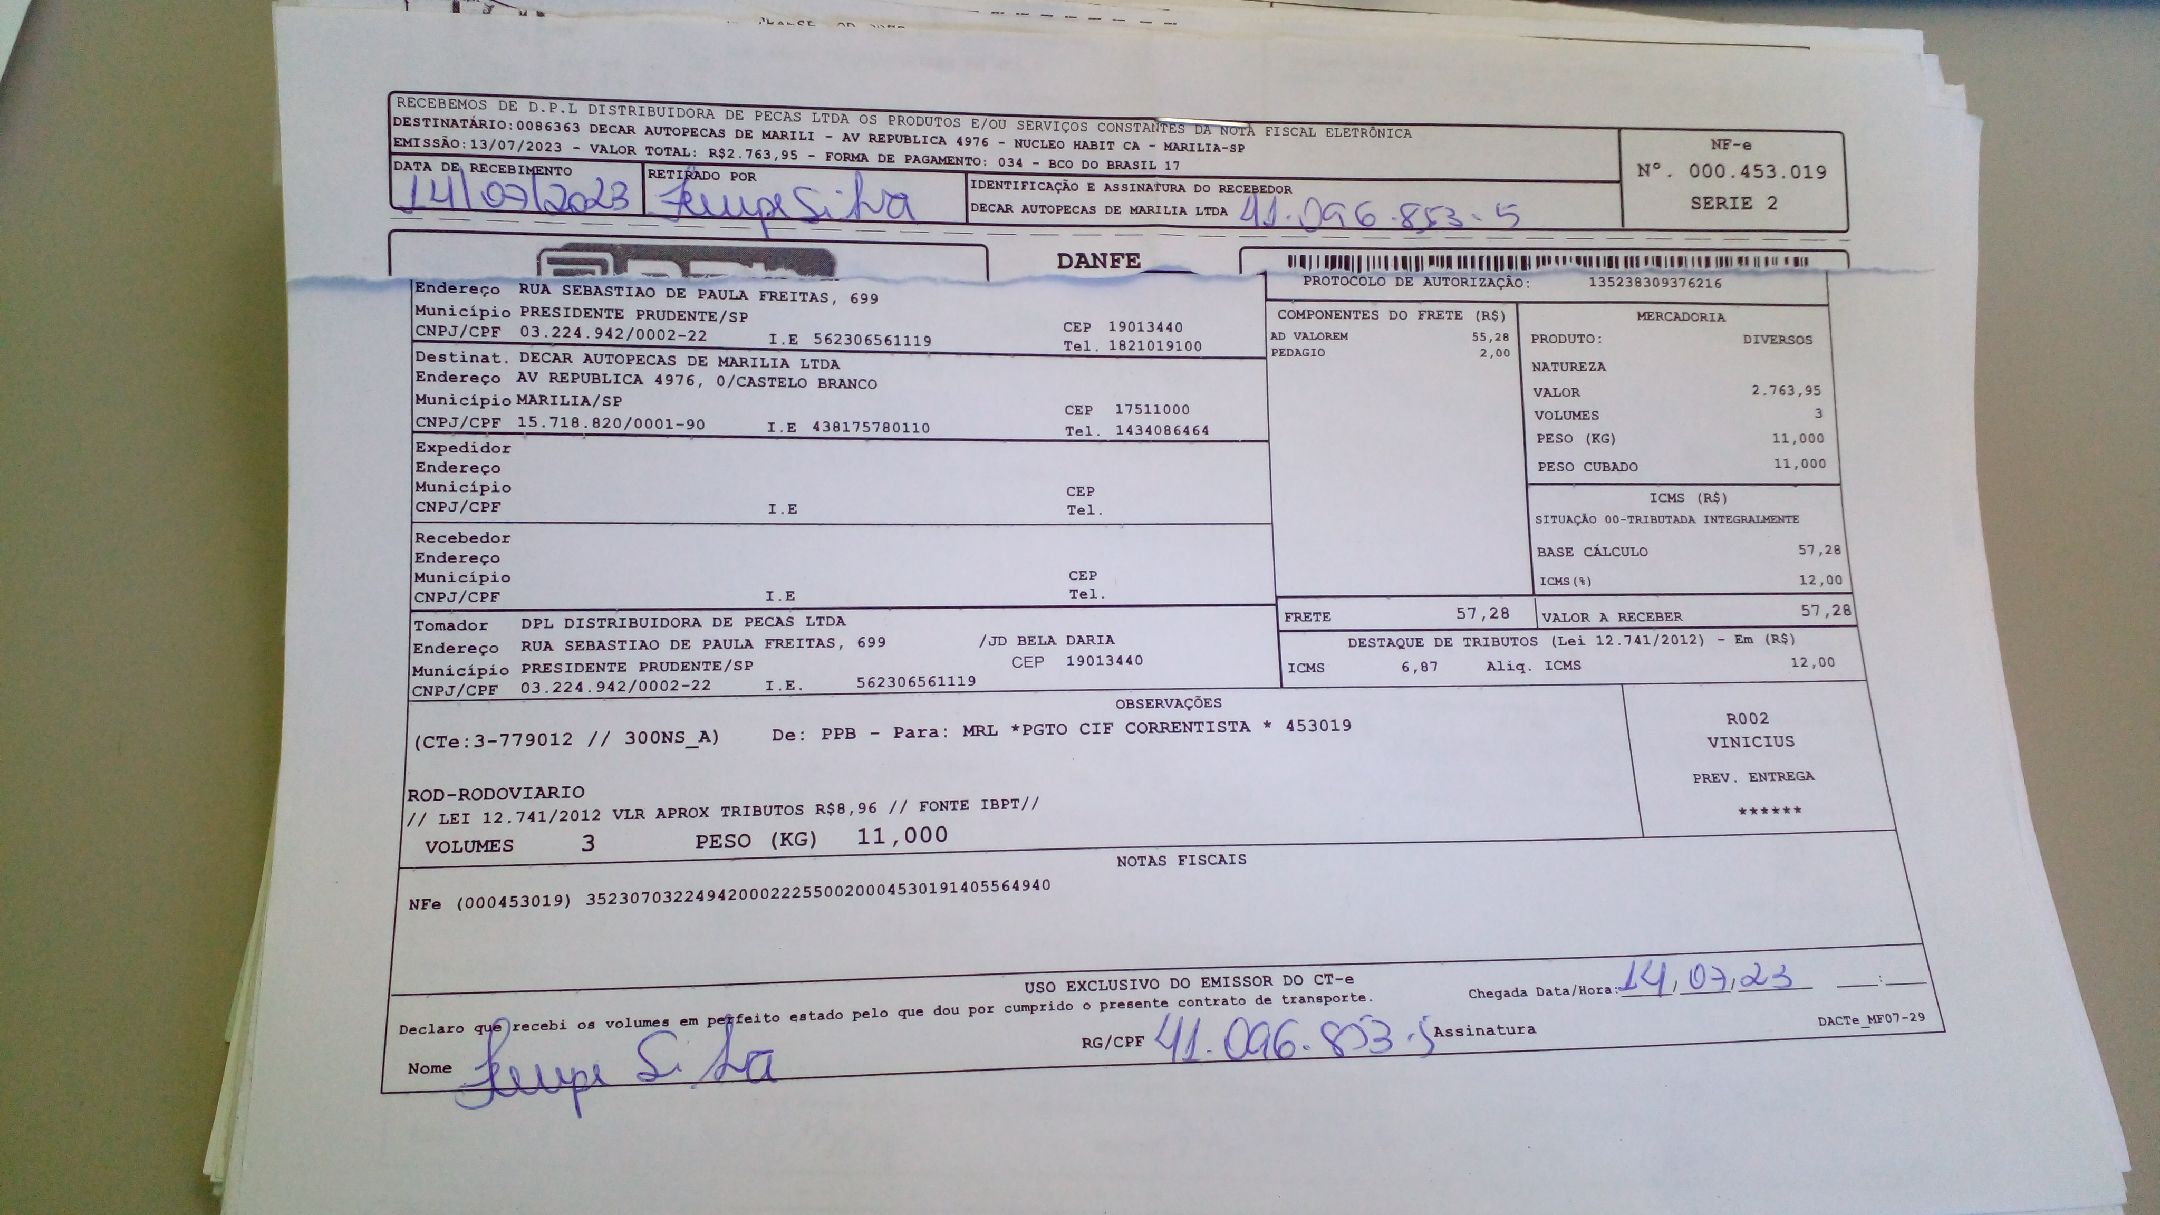 RECEBEMOS DE D.P.L DISTRIBUIDORA DE PECAS LTDA OS PRODUTOS E/OU SERVIÇOS CONSTANTES DA NOTA FISCAL ELETRÔNICA
DESTINATÁRIO:0086363 DECAR AUTOPECAS DE MARILI - AV REPUBLICA 4976 - NUCLEO HABIT CA - MARILIA-SP
EMISSÃO:13/07/2023 - VALOR TOTAL: R$2.763,95 - FORMA DE PAGAMENTO: 034 - BCO DO BRASIL 17
NF-e
Nº. 000.453.019
SERIE 2
DATA DE RECEBIMENTO
14/07/2023
RETIRADO POR
Felipe Silva
IDENTIFICAÇÃO E ASSINATURA DO RECEBEDOR
DECAR AUTOPECAS DE MARILIA LTDA 41.096.853-5
DANFE
Endereço RUA SEBASTIAO DE PAULA FREITAS, 699
Município PRESIDENTE PRUDENTE/SP CEP 19013440
CNPJ/CPF 03.224.942/0002-22 I.E 562306561119 Tel. 1821019100
Destinat. DECAR AUTOPECAS DE MARILIA LTDA
Endereço AV REPUBLICA 4976, 0/CASTELO BRANCO
Município MARILIA/SP CEP 17511000
CNPJ/CPF 15.718.820/0001-90 I.E 438175780110 Tel. 1434086464
Expedidor
Endereço
Município CEP
CNPJ/CPF I.E Tel.
Recebedor
Endereço
Município CEP
CNPJ/CPF I.E Tel.
Tomador DPL DISTRIBUIDORA DE PECAS LTDA
Endereço RUA SEBASTIAO DE PAULA FREITAS, 699 /JD BELA DARIA
Município PRESIDENTE PRUDENTE/SP CEP 19013440
CNPJ/CPF 03.224.942/0002-22 I.E. 562306561119
PROTOCOLO DE AUTORIZAÇÃO: 135238309376216
COMPONENTES DO FRETE (R$)
AD VALOREM 55,28
PEDAGIO 2,00
MERCADORIA
PRODUTO: DIVERSOS
NATUREZA
VALOR 2.763,95
VOLUMES 3
PESO (KG) 11,000
PESO CUBADO 11,000
ICMS (R$)
SITUAÇÃO 00-TRIBUTADA INTEGRALMENTE
BASE CÁLCULO 57,28
ICMS(%) 12,00
FRETE 57,28 VALOR A RECEBER 57,28
DESTAQUE DE TRIBUTOS (Lei 12.741/2012) - Em (R$)
ICMS 6,87 Aliq. ICMS 12,00
OBSERVAÇÕES
(CTe:3-779012 // 300NS_A) De: PPB - Para: MRL *PGTO CIF CORRENTISTA * 453019
ROD-RODOVIARIO
// LEI 12.741/2012 VLR APROX TRIBUTOS R$8,96 // FONTE IBPT//
VOLUMES 3 PESO (KG) 11,000
R002
VINICIUS
PREV. ENTREGA
******
NOTAS FISCAIS
NFe (000453019) 35230703224942000222550020004530191405564940
USO EXCLUSIVO DO EMISSOR DO CT-e
Declaro que recebi os volumes em perfeito estado pelo que dou por cumprido o presente contrato de transporte.
Chegada Data/Hora: 14/07/23 __:__
Nome Felipe Silva RG/CPF 41.096.853-5 Assinatura
DACTe_MF07-29